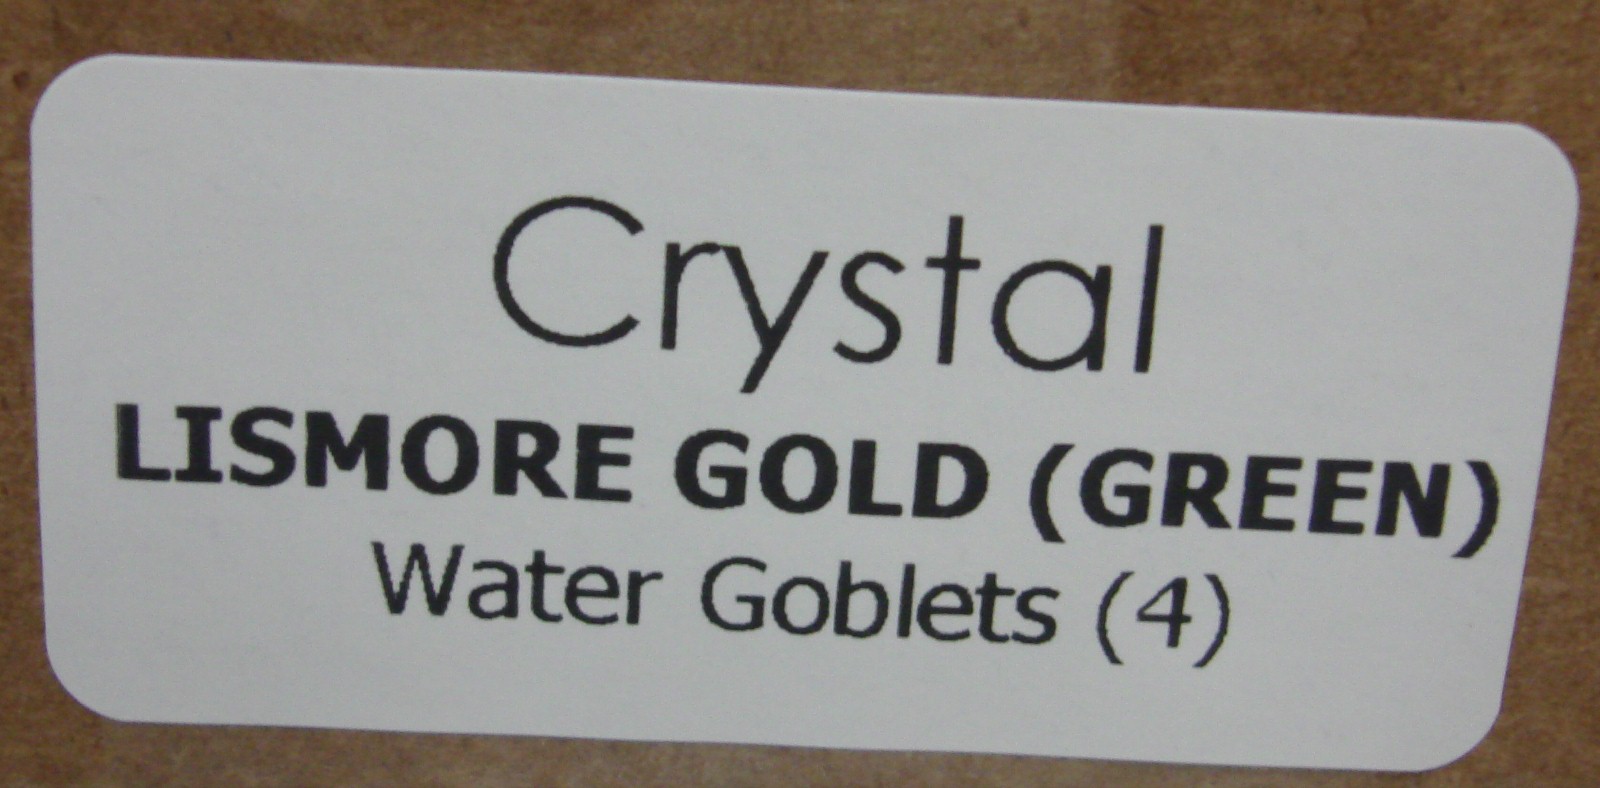 Crystal
LISMORE GOLD (GREEN)
Water Goblets (4)